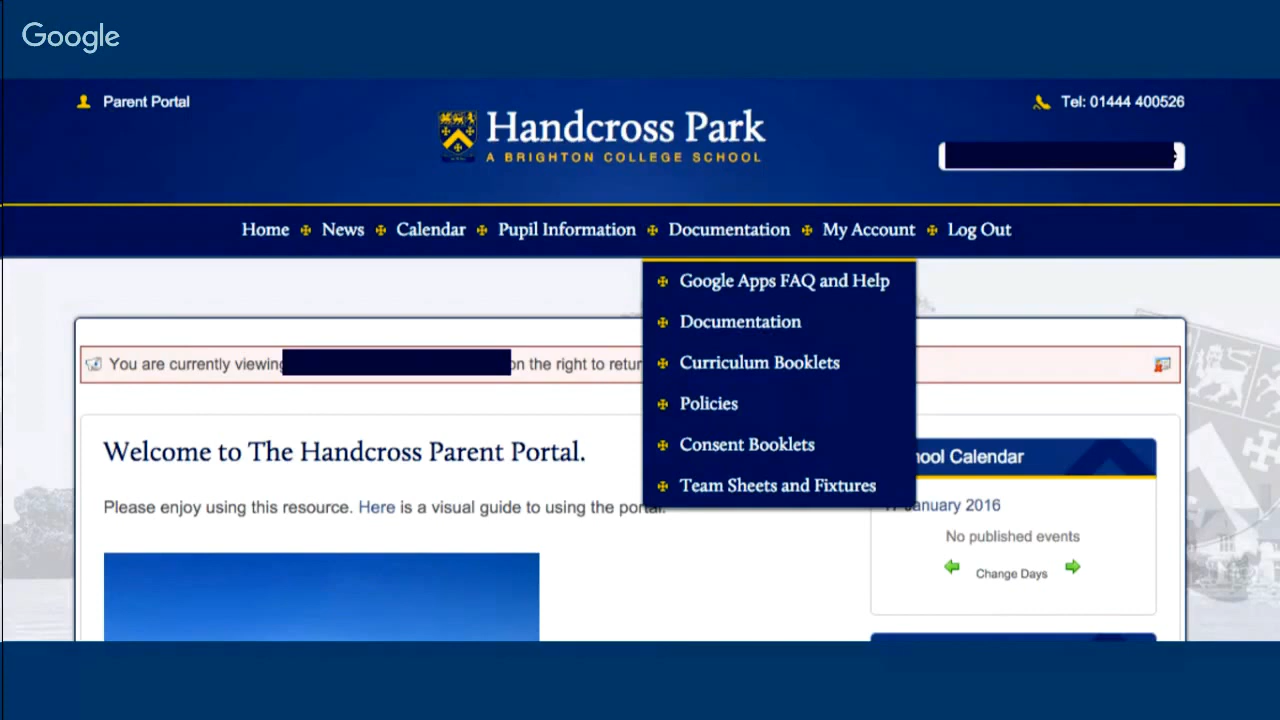 Google
Parent Portal
Handcross Park
A BRIGHTON COLLEGE SCHOOL
Tel: 01444 400526
Home News Calendar Pupil Information Documentation My Account Log Out
Google Apps FAQ and Help
Documentation
Curriculum Booklets
Policies
Consent Booklets
Team Sheets and Fixtures
You are currently viewing on the right to retur
Welcome to The Handcross Parent Portal.
Please enjoy using this resource. Here is a visual guide to using the portal.
hool Calendar
17 January 2016
No published events
Change Days